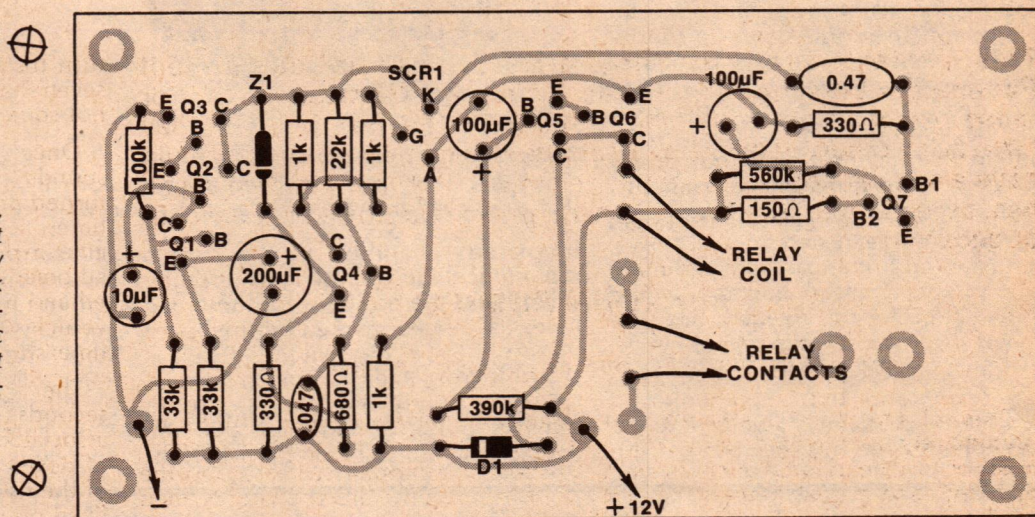 Z1
SCR1
K
100µF
0.47
E Q3 C
E
E
B
B
B Q5
B Q6
100µF
+
330Ω
100k
1k
22k
1k
G
C
C
E Q2 C
A
+
560k
B
150Ω
B1
B2 Q7
E
C
Q1 B
E
+
+
10µF
200µF
C
Q4 B
E
RELAY
COIL
RELAY
CONTACTS
33k
33k
330Ω
.047
680Ω
1k
390k
D1
−
+12V